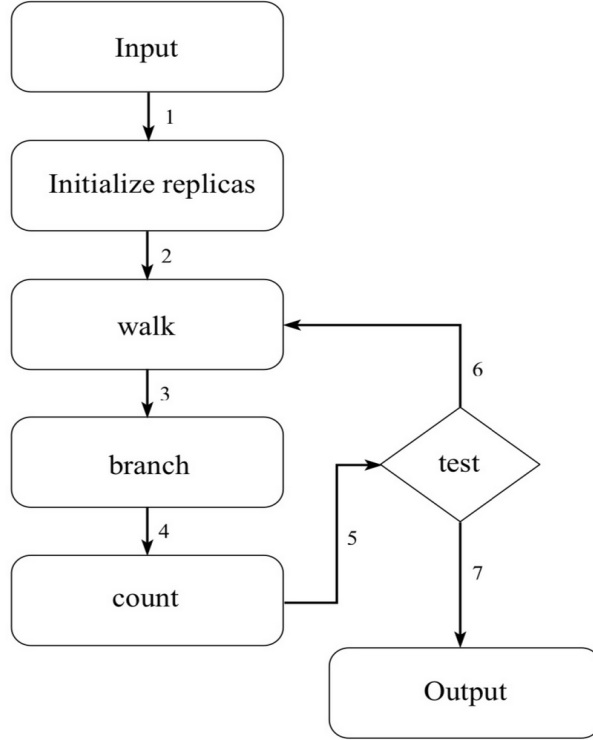 Input
1
Initialize replicas
2
walk
6
3
branch
test
4
5
7
count
Output